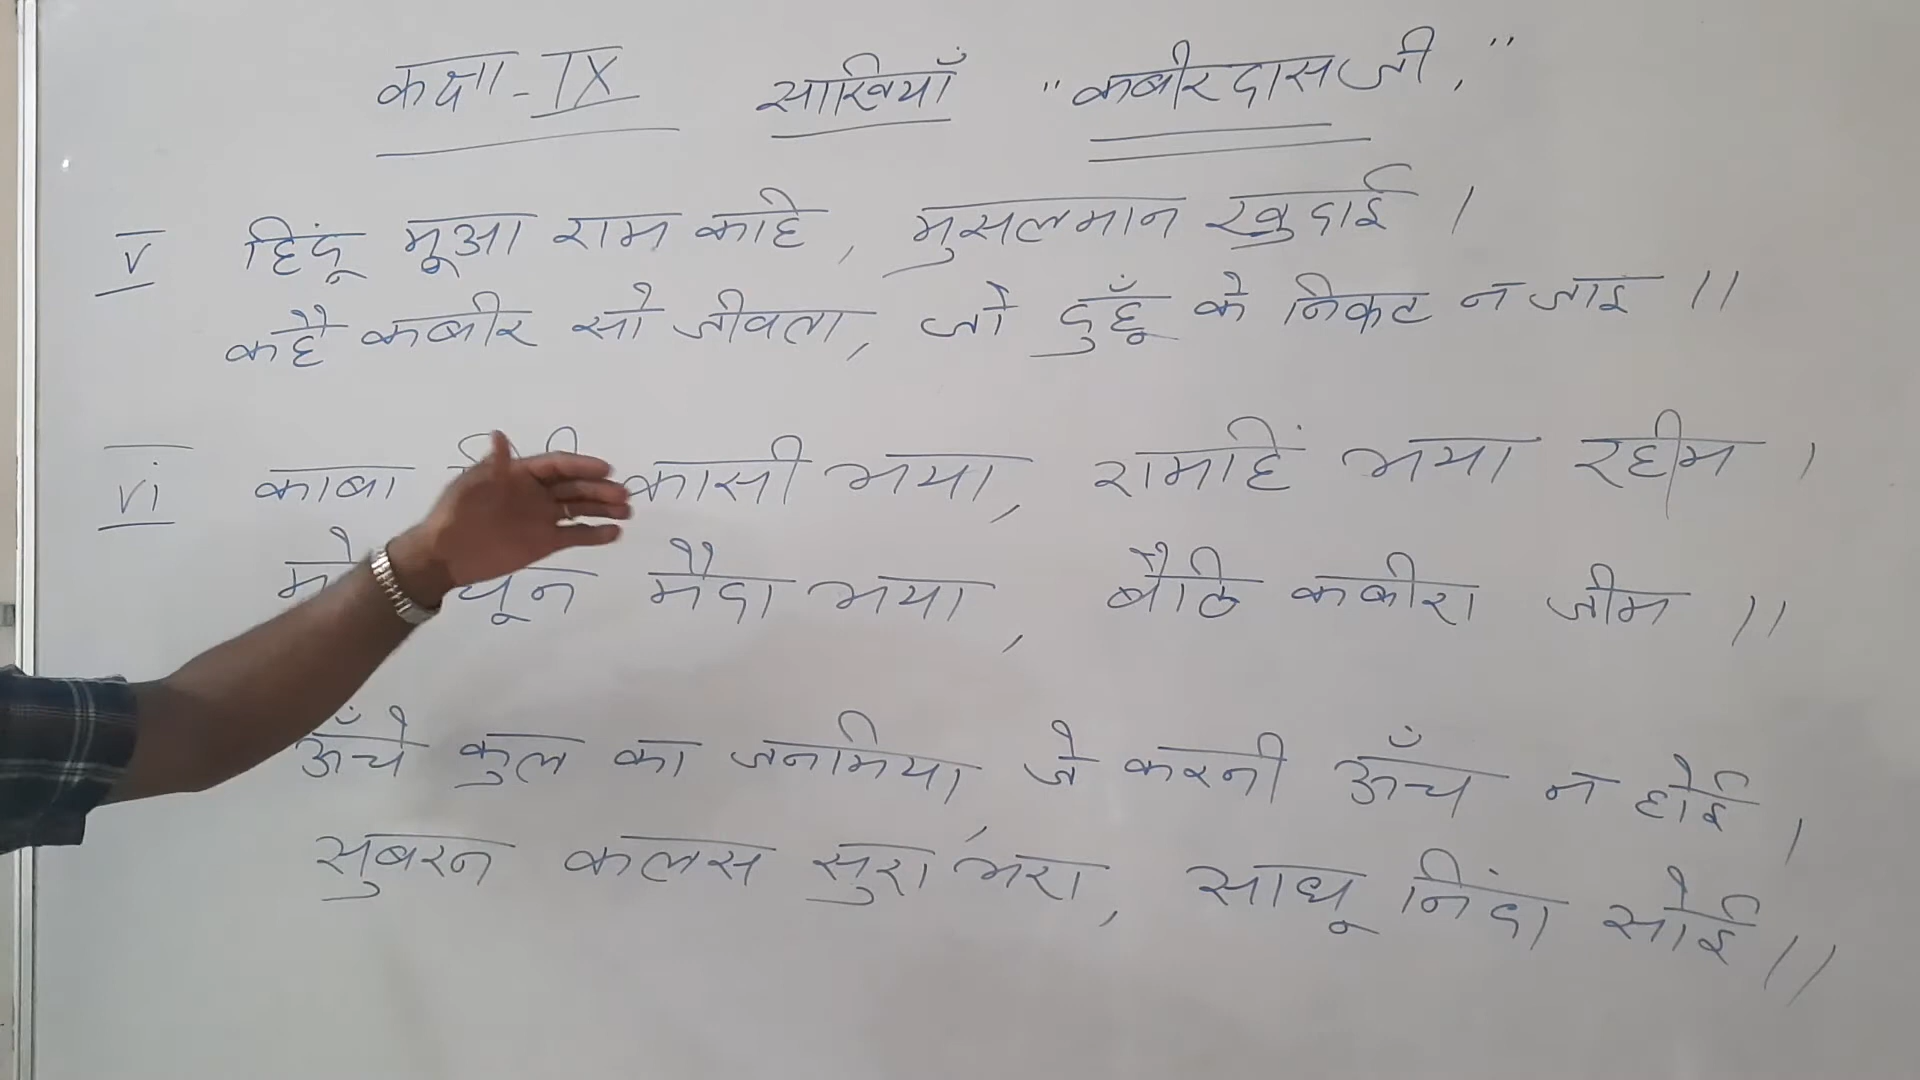 कक्षा-IX साखियाँ "कबीरदास जी."
v हिंदू मूआ राम कहि, मुसलमान खुदाई ।
कहै कबीर सो जीवता, जो दुहूँ के निकट न जाइ ॥
vi काबा कासी भया, रामहिं भया रहीम ।
चून मैदा भया, बैठि कबीरा जीम ॥
ऊँचे कुल का जनमिया, जे करनी ऊँच न होई ।
सुबरन कलस सुरा भरा, साधू निंदा सोई ॥